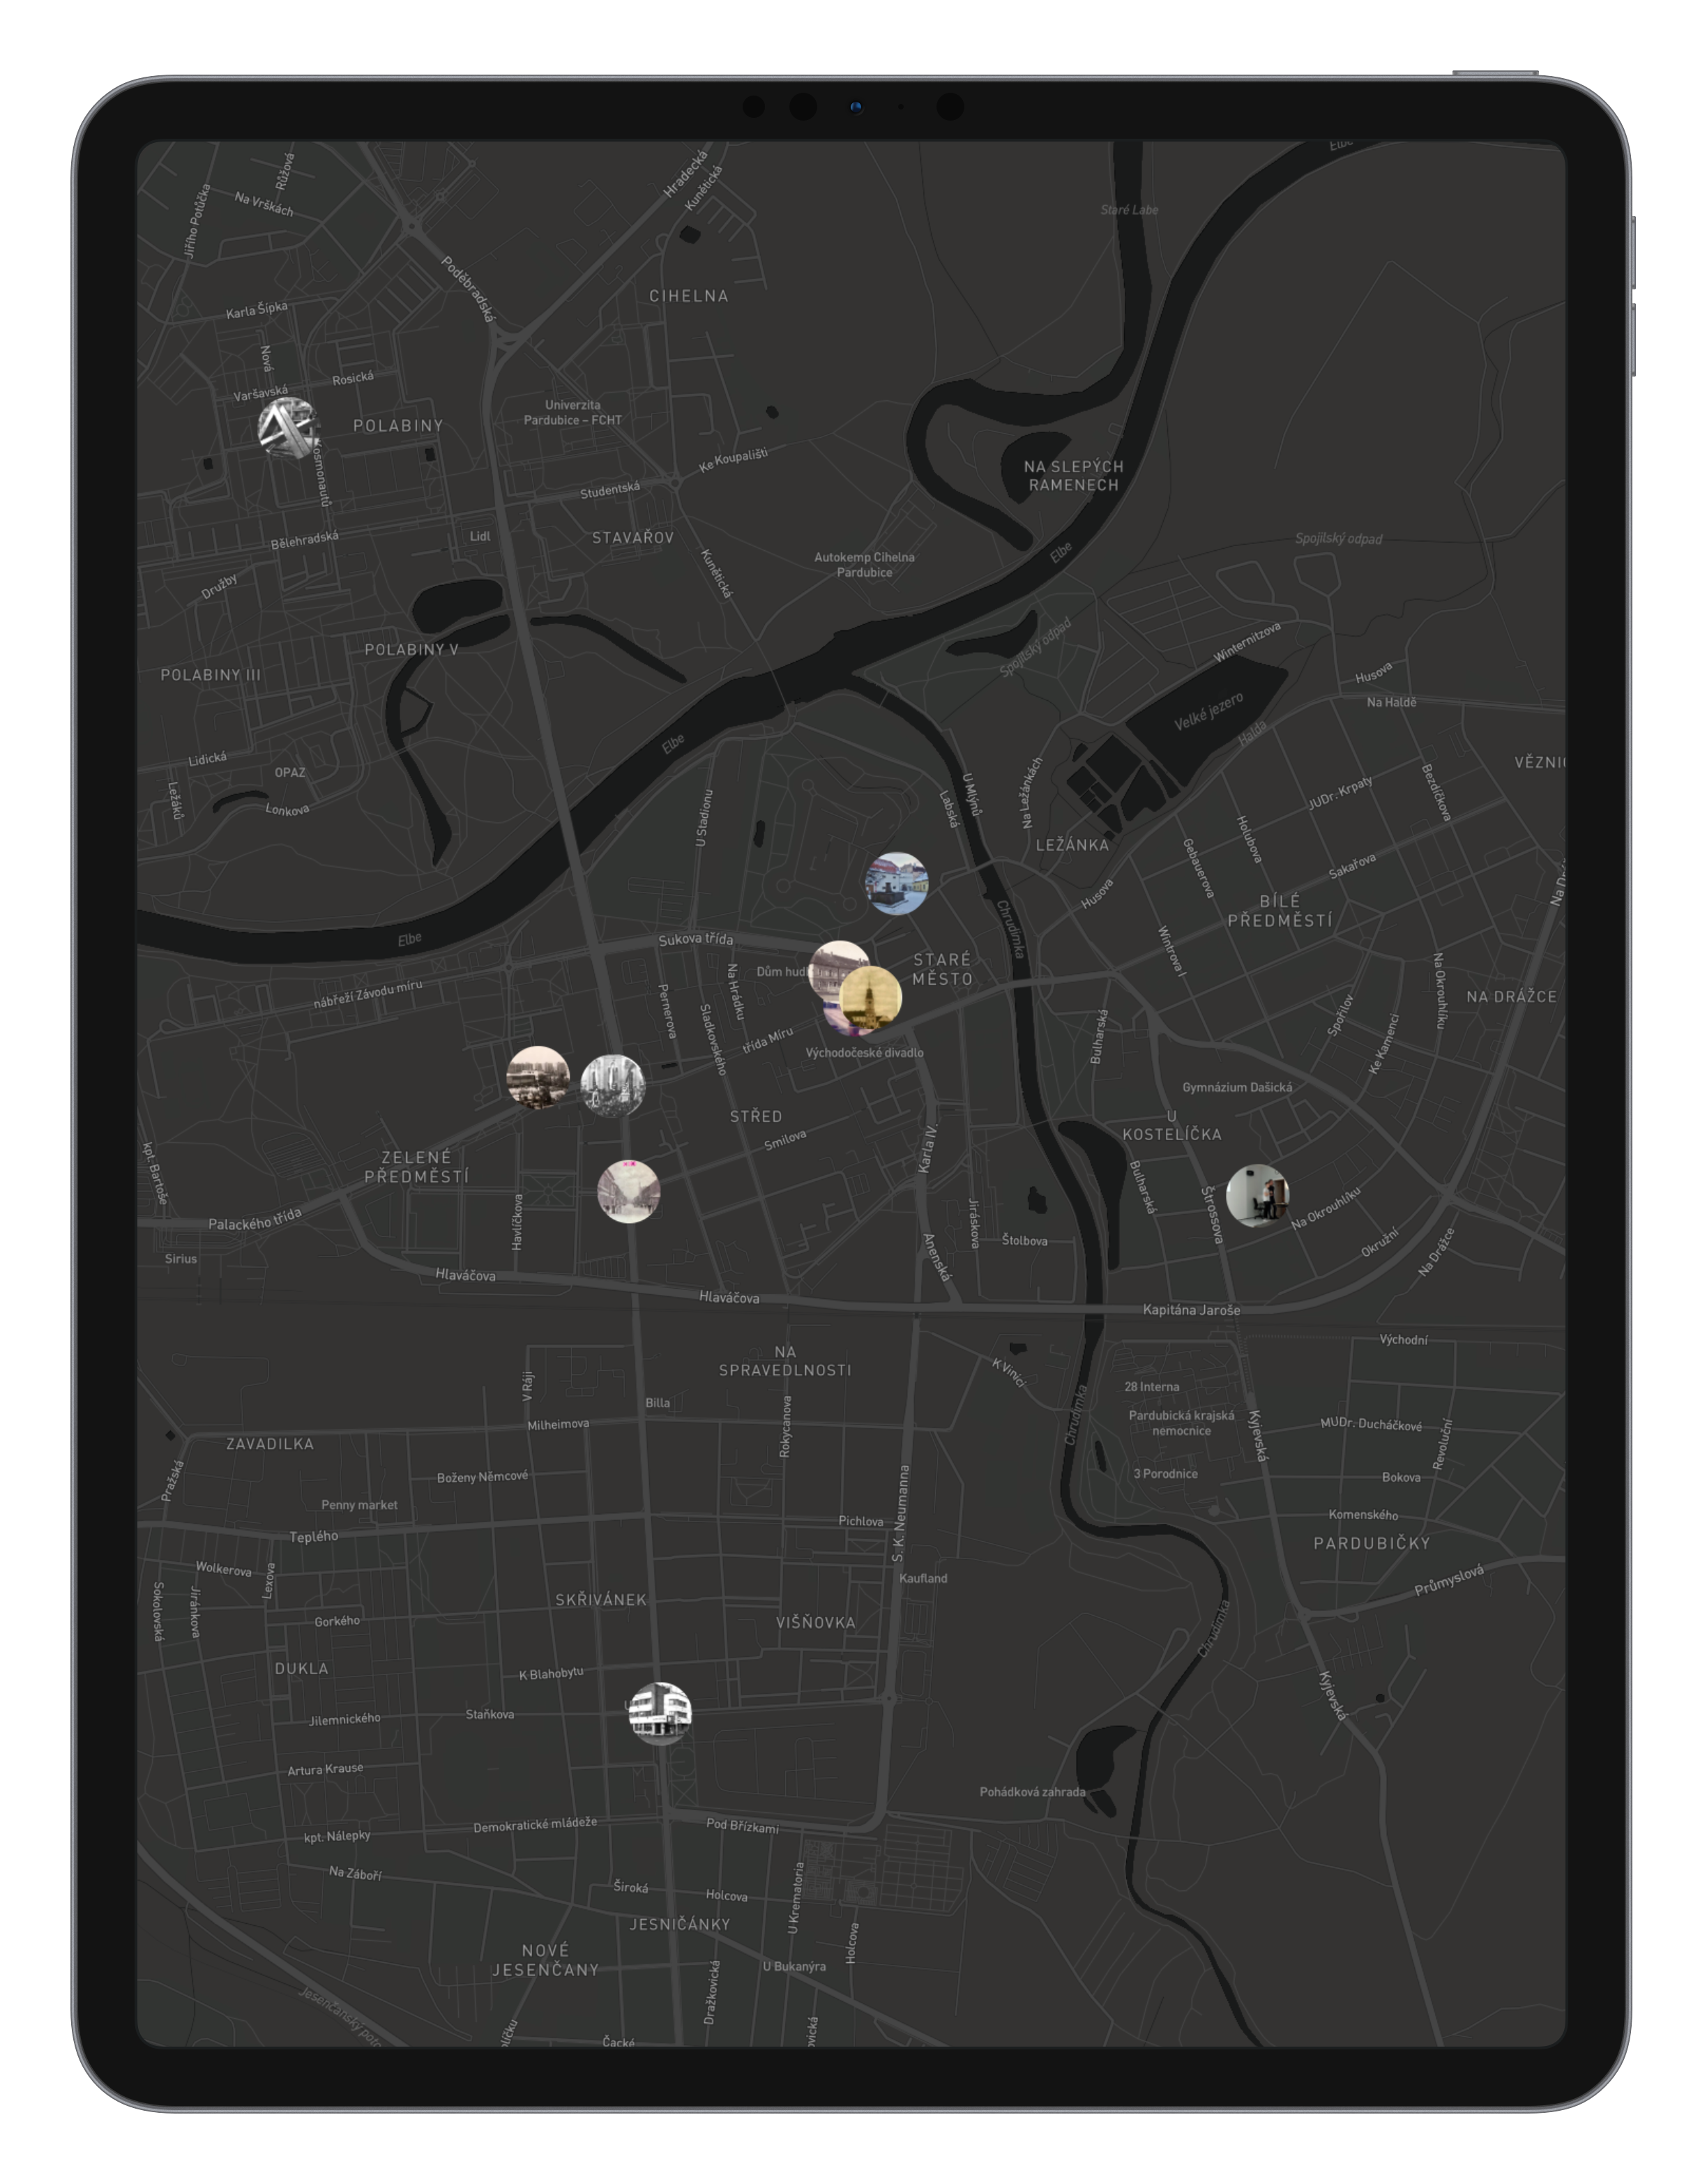 Elbe
Hradecká
Kunětická
Růžová
Na Vrškách
Jiřího Potůčka
Staré Labe
Poděbradská
CIHELNA
Karla Šípka
Nová
Rosická
Varšavská
Univerzita
Pardubice – FCHT
POLABINY
Kosmonautů
Ke Koupališti
NA SLEPÝCH
RAMENECH
Studentská
Lidl
STAVAŘOV
Bělehradská
Spojilský odpad
Elbe
Autokemp Cihelna
Pardubice
Kunětická
Družby
Spojilský odpad
Winternitzova
POLABINY V
POLABINY III
Husova
Na Haldě
Velké jezero
Halda
Elbe
Lidická
OPAZ
VĚZNI
Ležáků
Lonkova
U Stadionu
Labská
U Mlýnů
Na Ležánkách
JUDr. Krpaty
Bezdíčkova
LEŽÁNKA
Holubova
Gebauerova
Sakařova
Husova
BÍLÉ
PŘEDMĚSTÍ
Na Dr
Chrudimka
Elbe
Sukova třída
Wintrova I
STARÉ
MĚSTO
Dům hud
Na Hrádku
nábřeží Závodu míru
Pernerova
Sladkovského
třída Míru
Na Okrouhlíku
NA DRÁŽCE
Spořilov
Ke Kamenci
Bulharská
Východočeské divadlo
Gymnázium Dašická
STŘED
Smilova
Karla IV.
U
KOSTELÍČKA
kpt. Bartoše
ZELENÉ
PŘEDMĚSTÍ
Bulharská
Štrossova
Na Okrouhlíku
Palackého třída
Havlíčkova
Jiráskova
Štolbova
Okružní
Na Drážce
Sirius
Anenská
Hlaváčova
Hlaváčova
Kapitána Jaroše
Východní
NA
SPRAVEDLNOSTI
K Vinici
V Ráji
Billa
28 Interna
Chrudimka
Pardubická krajská
nemocnice
Milheimova
Rokycanova
Kyjevská
MUDr. Ducháčkové
Revoluční
ZAVADILKA
Pražská
Boženy Němcové
3 Porodnice
Bokova
Penny market
S. K. Neumanna
Pichlova
Komenského
Teplého
PARDUBIČKY
Wolkerova
Lexova
Kaufland
Průmyslová
Sokolovská
Jiránkova
SKŘIVÁNEK
Gorkého
VIŠŇOVKA
Chrudimka
DUKLA
K Blahobytu
Kyjevská
U
Jilemnického
Staňkova
Artura Krause
Pohádková zahrada
Demokratické mládeže
Pod Břízkami
kpt. Nálepky
Na Záboří
Široká
Holcova
U Krematoria
JESNIČÁNKY
Holcova
NOVÉ
JESENČANY
U Bukanýra
Dražkovická
Jesenčanský poto
líčku
Čacké
vická